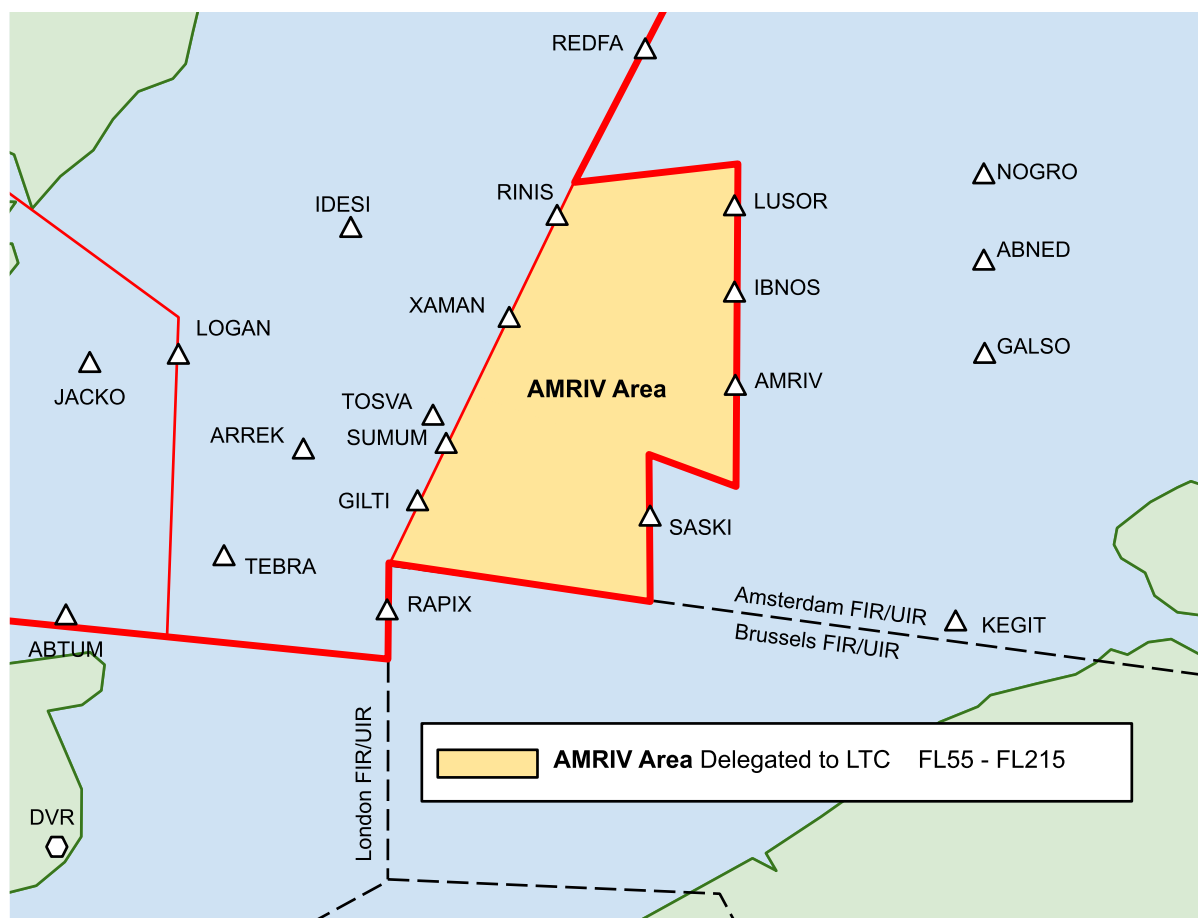 REDFA
NOGRO
RINIS
LUSOR
IDESI
ABNED
IBNOS
XAMAN
LOGAN
GALSO
AMRIV
AMRIV Area
JACKO
TOSVA
ARREK
SUMUM
GILTI
SASKI
TEBRA
RAPIX
Amsterdam FIR/UIR
KEGIT
Brussels FIR/UIR
ABTUM
London FIR/UIR
AMRIV Area Delegated to LTC FL55 - FL215
DVR